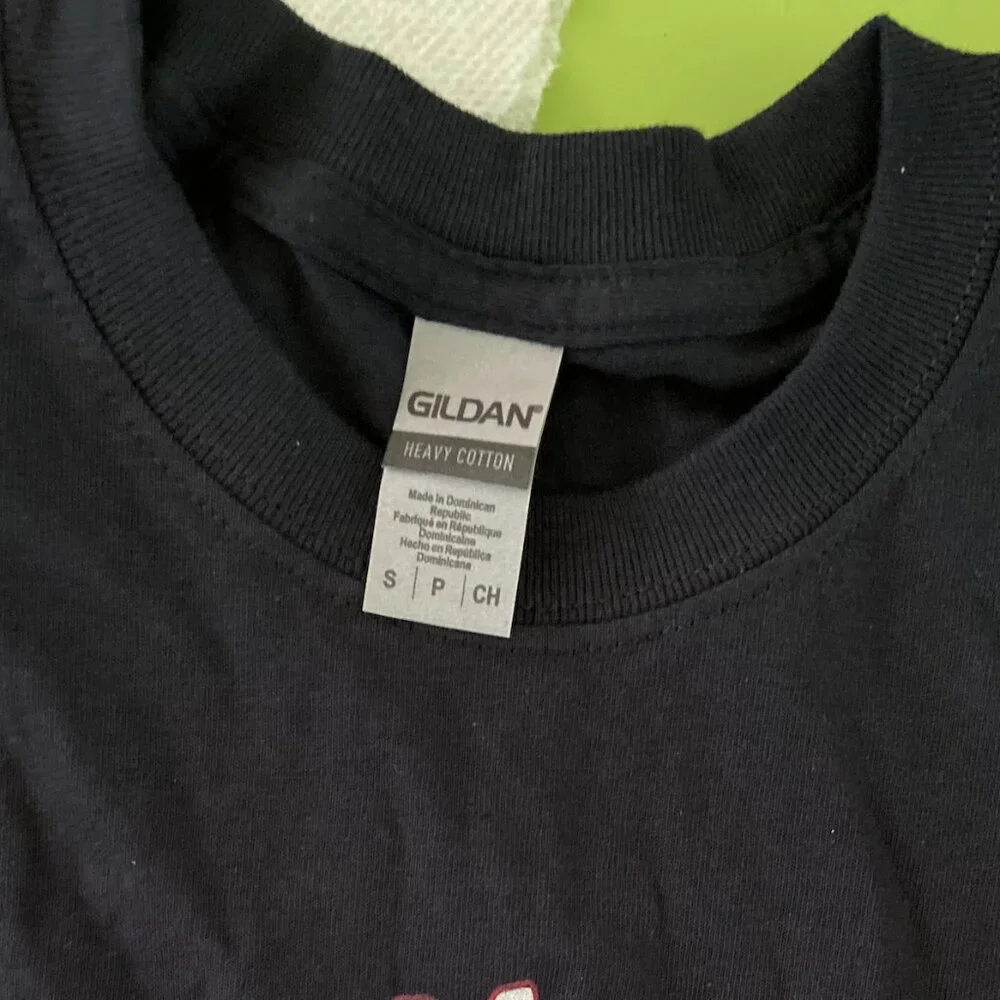 GILDAN®
HEAVY COTTON
Made in Dominican
Republic
Fabriqué en République
Dominicaine
Hecho en República
Dominicana
S | P | CH